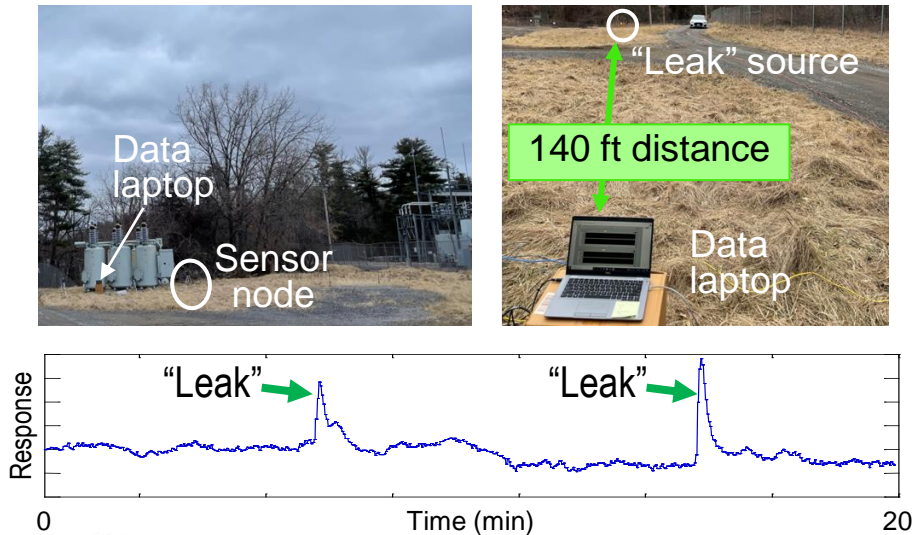 Data
laptop
Sensor
node
“Leak” source
140 ft distance
Data
laptop
“Leak”
“Leak”
Response
0
Time (min)
20